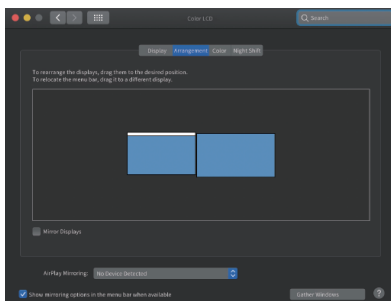 Color LCD
Search
Display Arrangement Color Night Shift
To rearrange the displays, drag them to the desired position.
To relocate the menu bar, drag it to a different display.
Mirror Displays
AirPlay Mirroring: No Device Detected
Show mirroring options in the menu bar when available
Gather Windows
?